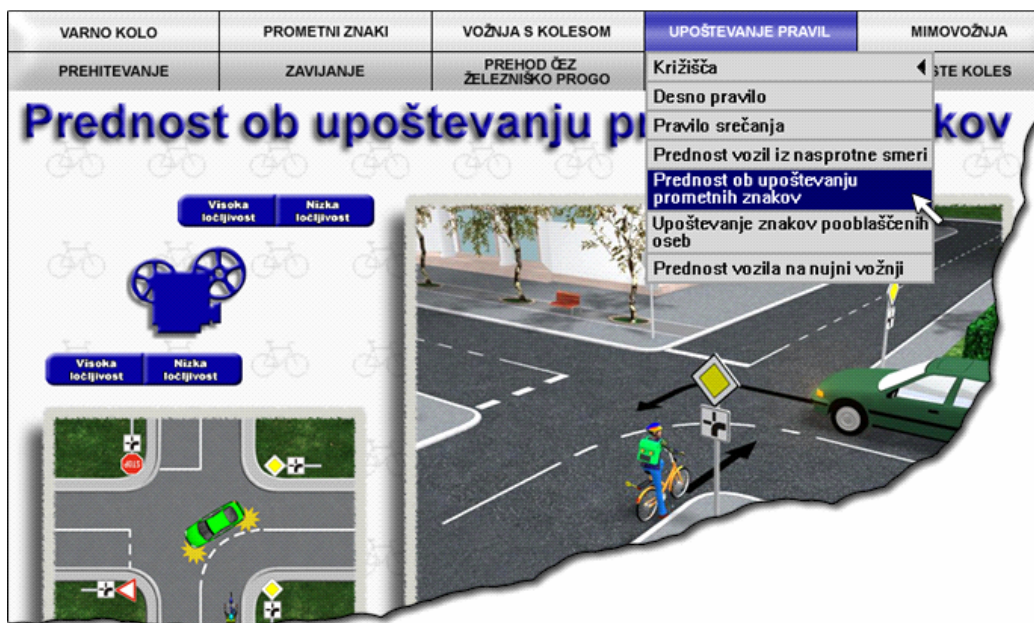 VARNO KOLO
PROMETNI ZNAKI
VOŽNJA S KOLESOM
UPOŠTEVANJE PRAVIL
MIMOVOŽNJA
PREHITEVANJE
ZAVIJANJE
PREHOD ČEZ
ŽELEZNIŠKO PROGO
STE KOLES
Prednost ob upoštevanju pr kov
Križišča
Desno pravilo
Pravilo srečanja
Prednost vozil iz nasprotne smeri
Prednost ob upoštevanju
prometnih znakov
Upoštevanje znakov pooblaščenih
oseb
Prednost vozila na nujni vožnji
Visoka
ločljivost
Nizka
ločljivost
Visoka
ločljivost
Nizka
ločljivost
STOP